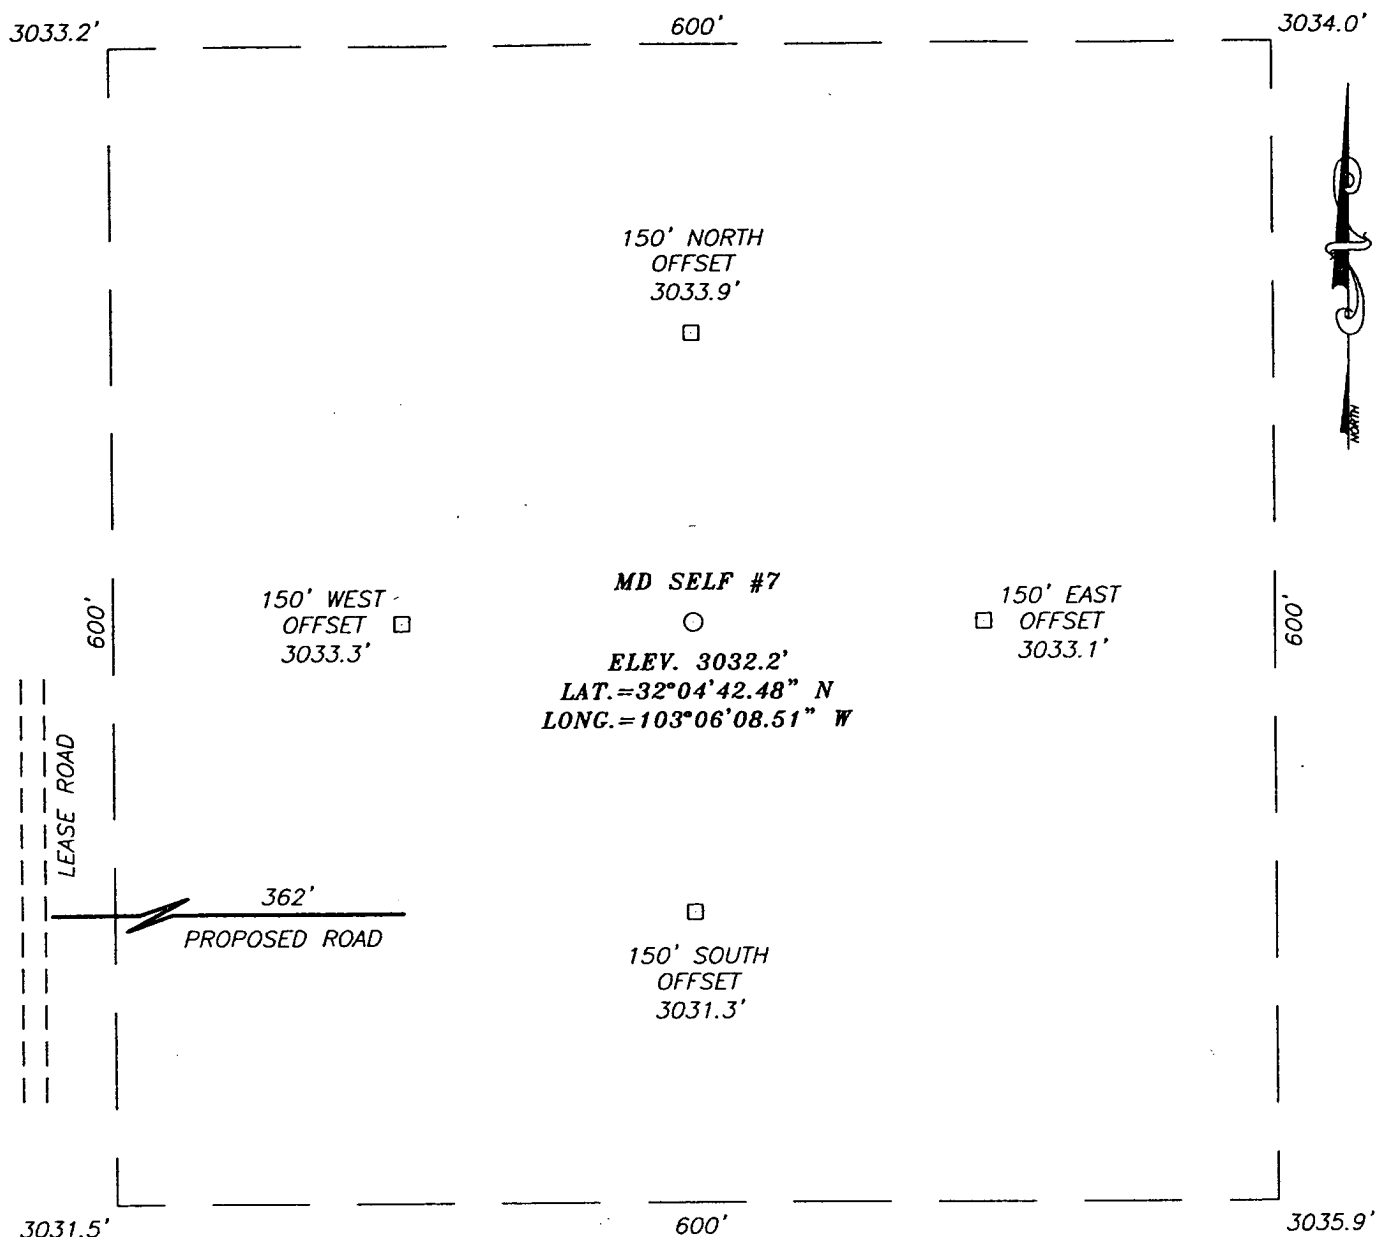 3033.2'
600'
3034.0'
150' NORTH
OFFSET
3033.9'
NORTH
MD SELF #7
150' WEST
OFFSET
3033.3'
150' EAST
OFFSET
3033.1'
600'
600'
ELEV. 3032.2'
LAT.=32°04'42.48" N
LONG.=103°06'08.51" W
LEASE ROAD
362'
PROPOSED ROAD
150' SOUTH
OFFSET
3031.3'
3031.5'
600'
3035.9'